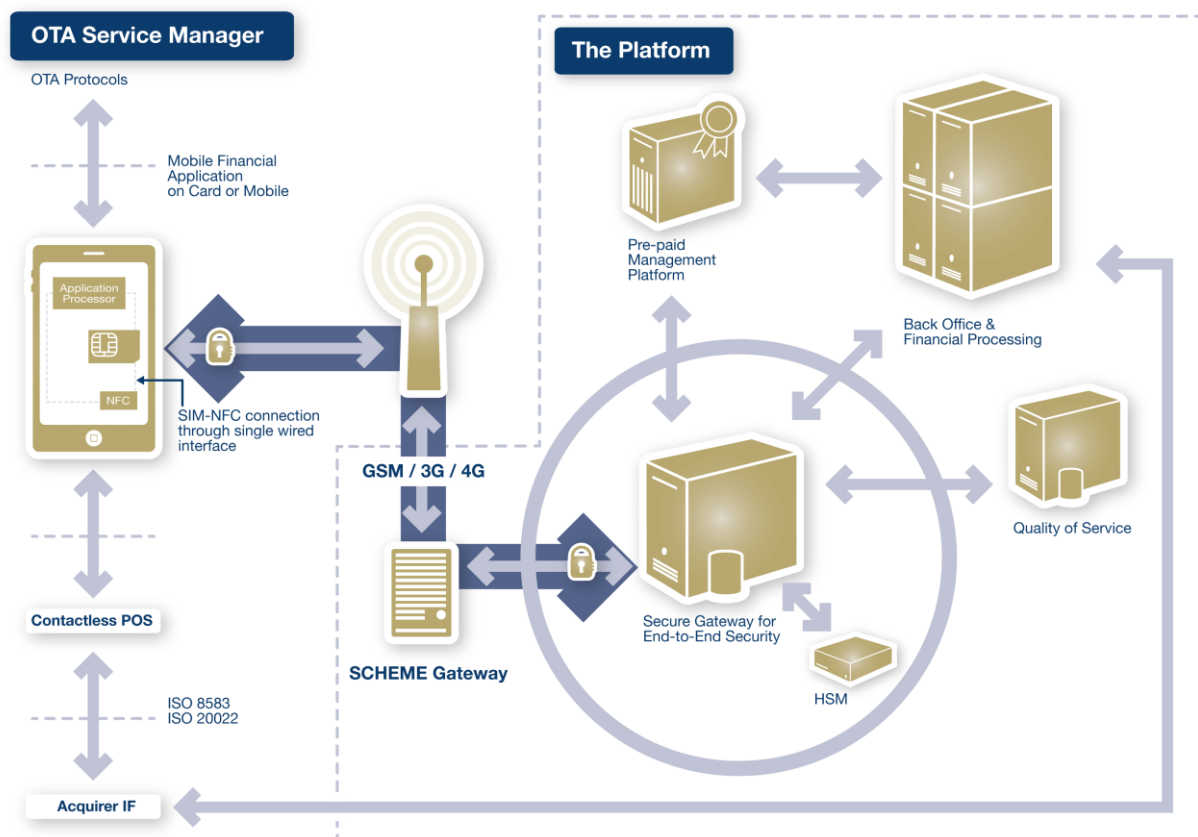 OTA Service Manager
OTA Protocols
Mobile Financial
Application
on Card or Mobile
Application
Processor
NFC
SIM-NFC connection
through single wired
interface
Contactless POS
ISO 8583
ISO 20022
Acquirer IF
GSM / 3G / 4G
SCHEME Gateway
The Platform
Pre-paid
Management
Platform
Back Office &
Financial Processing
Quality of Service
Secure Gateway for
End-to-End Security
HSM